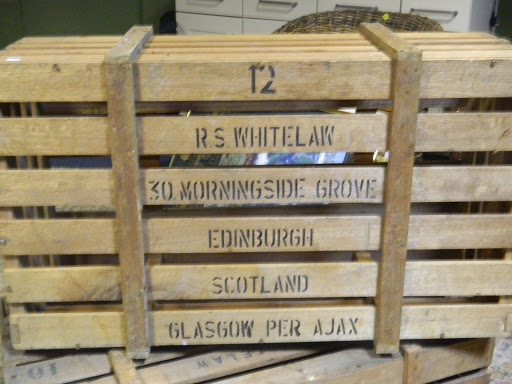 12
R.S. WHITELAW
30. MORNINGSIDE GROVE
EDINBURGH
SCOTLAND
GLASGOW PER AJAX